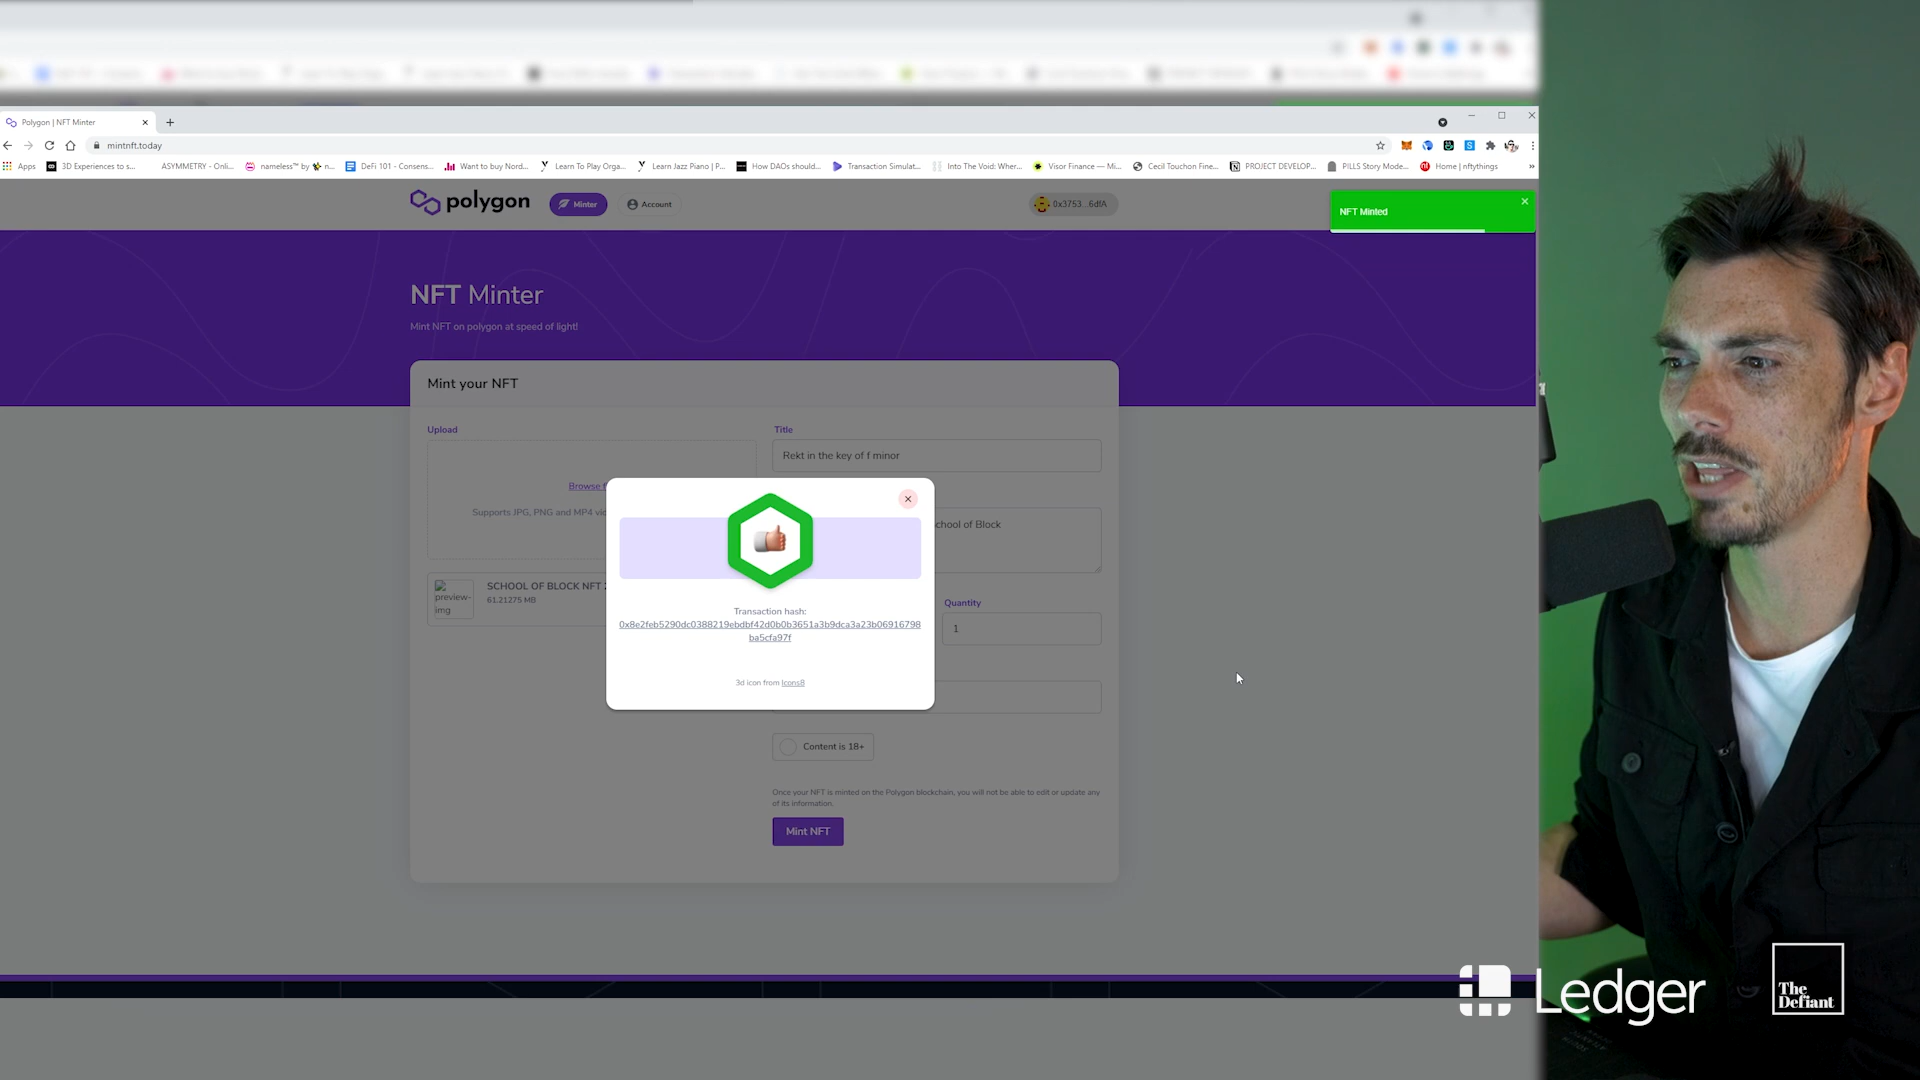 Polygon | NFT Minter
mintnft.today
Apps
3D Experiences to s...
ASYMMETRY - Onli...
nameless™ by
n...
DeFi 101 - Consens...
Want to buy Nord...
Learn To Play Orga...
Learn Jazz Piano | P...
How DAOs should...
Transaction Simulat...
Into The Void: Wher...
Visor Finance — Mi...
Cecil Touchon Fine...
PROJECT DEVELOP...
PILLS Story Mode...
Home | nftythings
polygon
Minter
Account
0x3753...6dfA
NFT Minted
NFT Minter
Mint NFT on polygon at speed of light!
Mint your NFT
Upload
Title
Rekt in the key of f minor
Browse
Supports JPG, PNG and MP4
chool of Block
SCHOOL OF BLOCK NFT
61.21275 MB
preview-
img
Quantity
1
Transaction hash:
0x8e2feb5290dc0388219ebdbf42d0b0b3651a3b9dca3a23b06916798
ba5cfa97f
3d icon from Icons8
Content is 18+
Once your NFT is minted on the Polygon blockchain, you will not be able to edit or update any
of its information.
Mint NFT
Ledger
The
Defiant